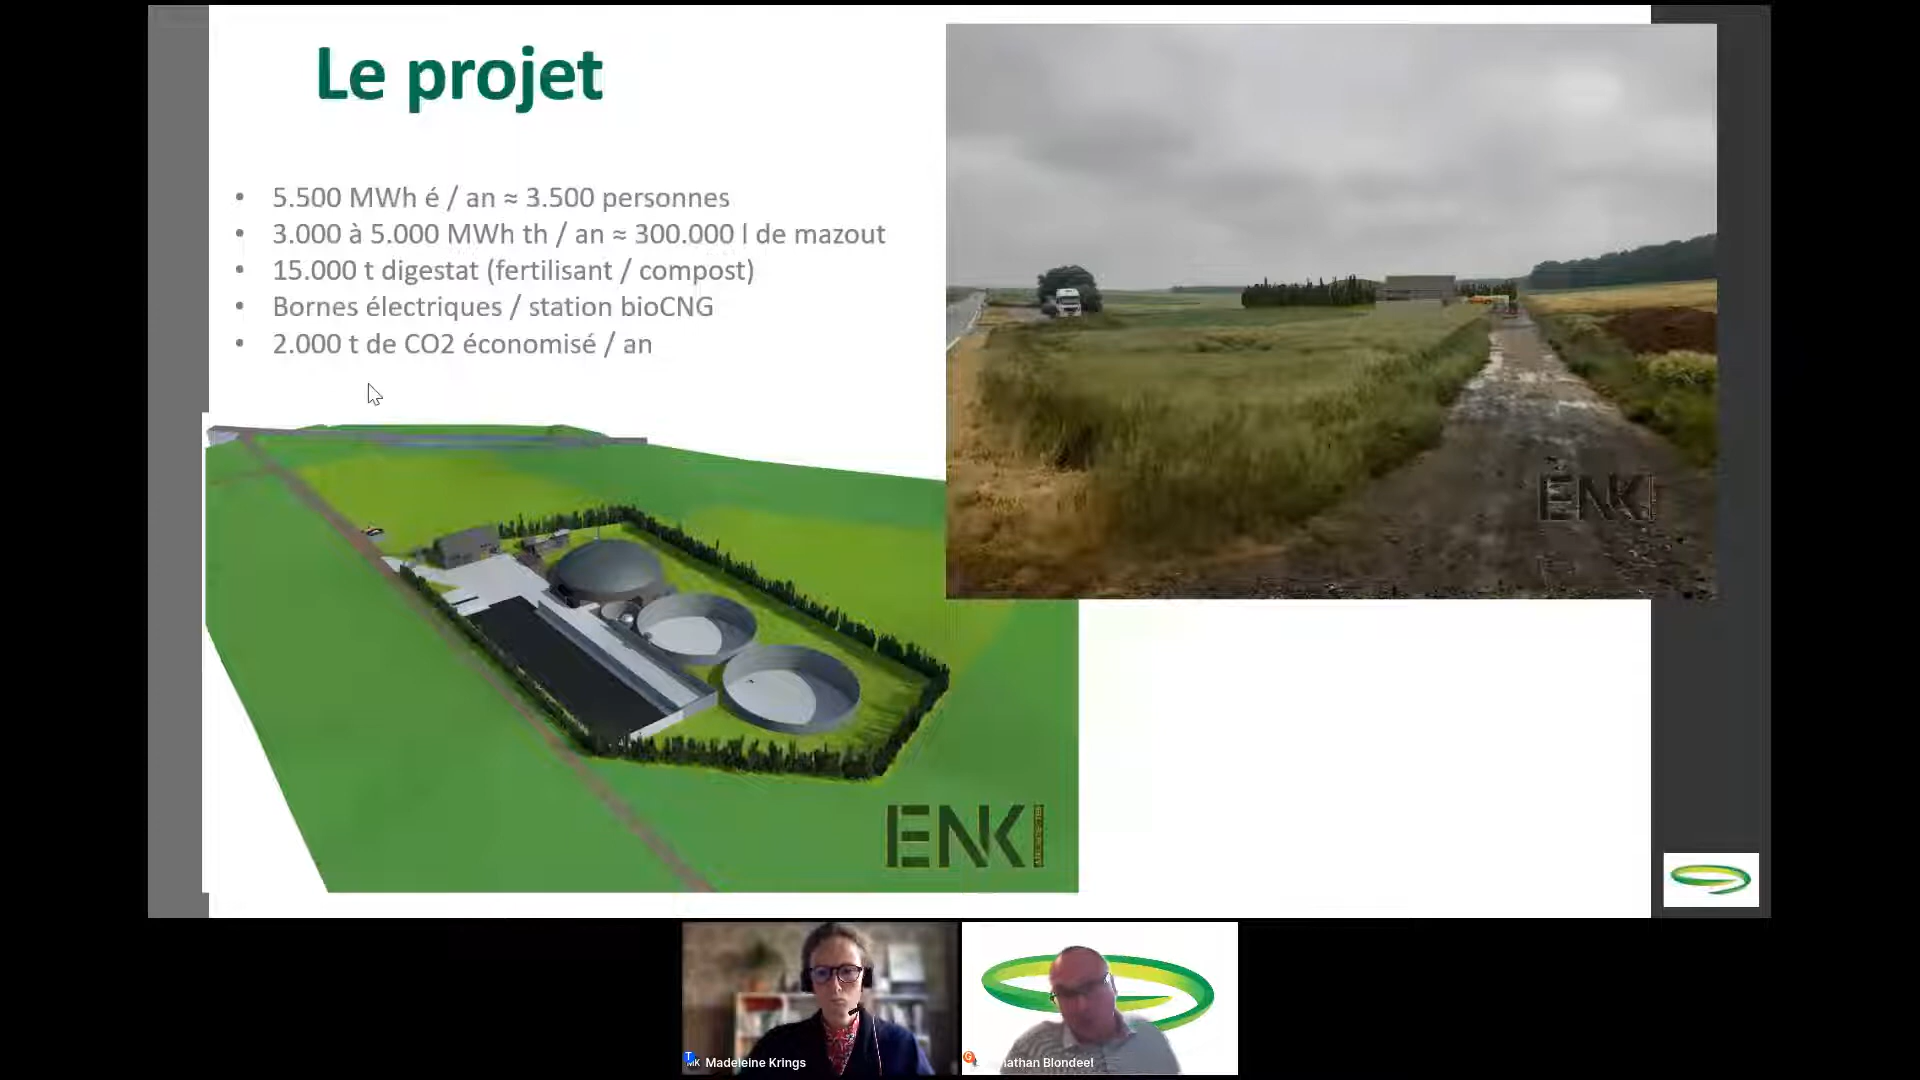 Le projet
• 5.500 MWh é / an ≈ 3.500 personnes
• 3.000 à 5.000 MWh th / an ≈ 300.000 l de mazout
• 15.000 t digestat (fertilisant / compost)
• Bornes électriques / station bioCNG
• 2.000 t de CO2 économisé / an
ENKI
ENK
Madeleine Krings
Blondeel